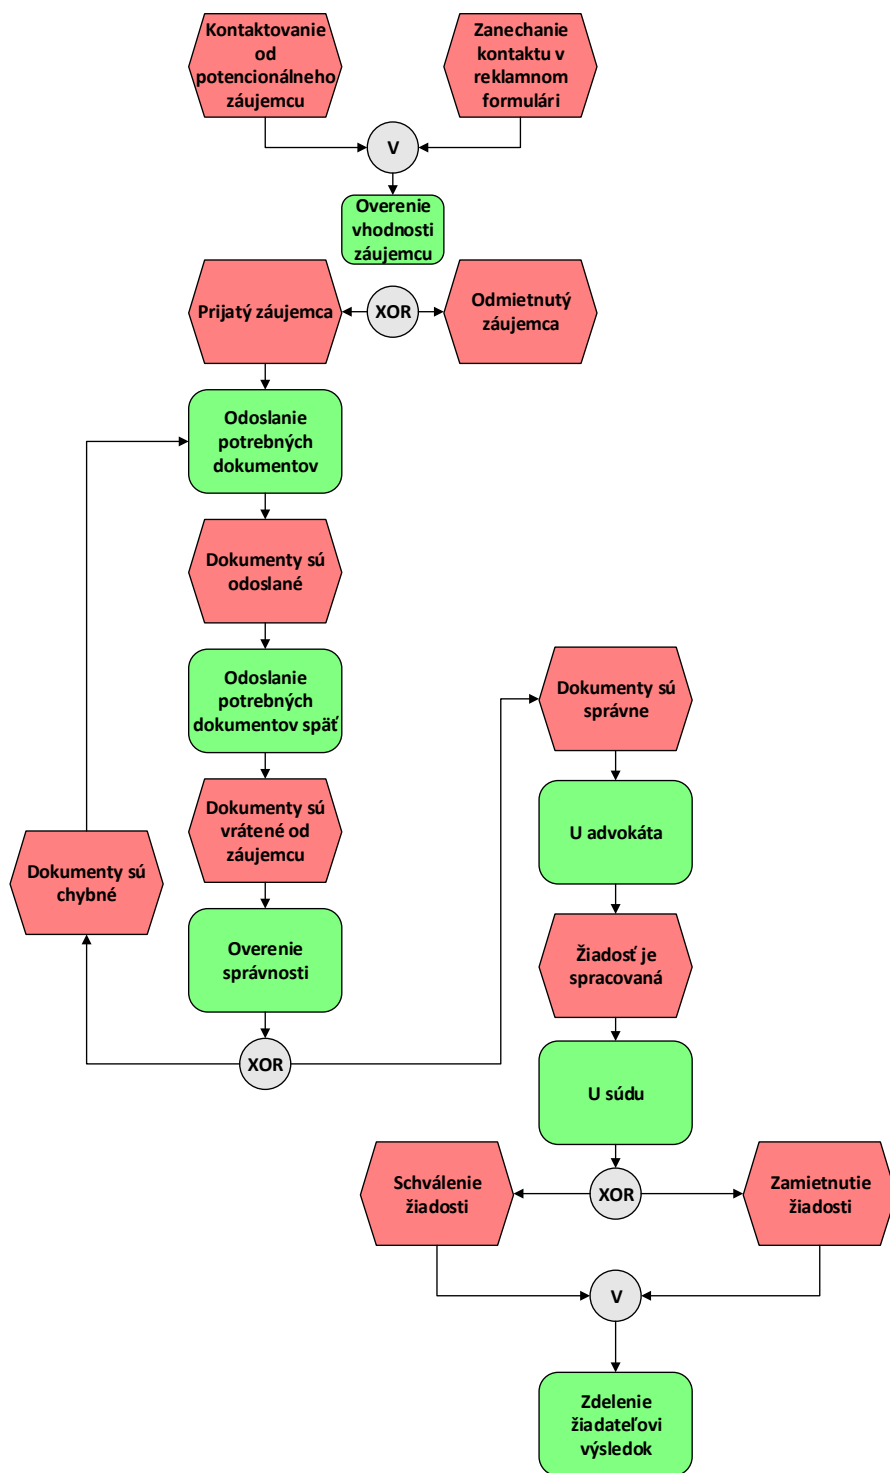 Kontaktovanie
od
potencionálneho
záujemcu
Zanechanie
kontaktu v
reklamnom
formulári
V
Overenie
vhodnosti
záujemcu
Prijatý záujemca
XOR
Odmietnutý
záujemca
Odoslanie
potrebných
dokumentov
Dokumenty sú
odoslané
Odoslanie
potrebných
dokumentov späť
Dokumenty sú
správne
Dokumenty sú
vrátené od
záujemcu
U advokáta
Dokumenty sú
chybné
Overenie
správnosti
Žiadosť je
spracovaná
XOR
U súdu
Schválenie
žiadosti
XOR
Zamietnutie
žiadosti
V
Zdelenie
žiadateľovi
výsledok